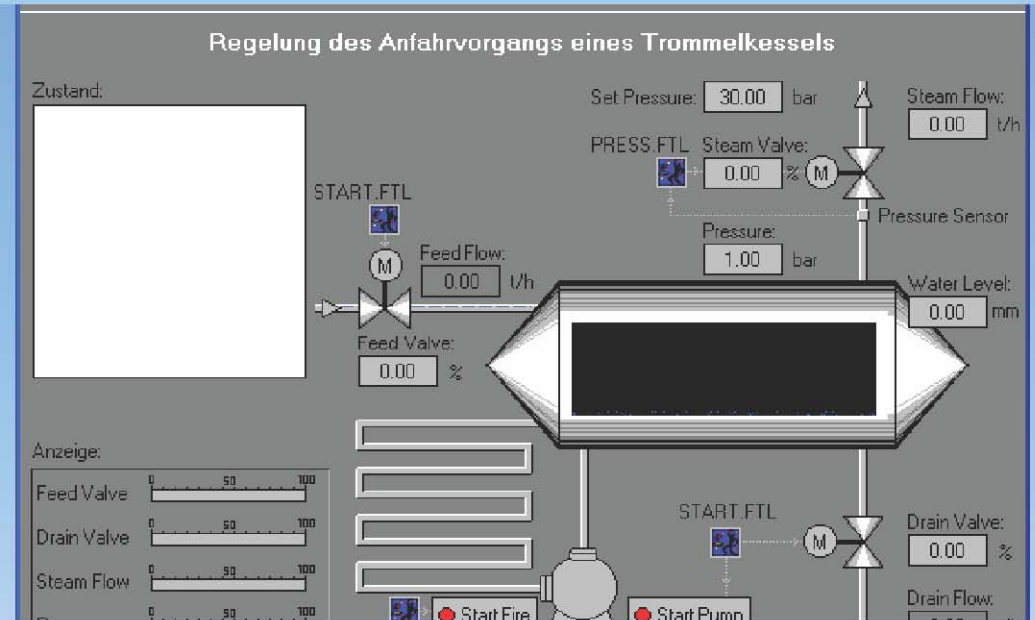 Regelung des Anfahrvorgangs eines Trommelkessels
Zustand:
Set Pressure: 30.00 bar
Steam Flow:
0.00 t/h
PRESS.FTL Steam Valve:
0.00 % M
START.FTL
Pressure Sensor
Pressure:
1.00 bar
M
Feed Flow:
0.00 t/h
Water Level:
0.00 mm
Feed Valve:
0.00 %
Anzeige:
0 50 100
Feed Valve
0 50 100
Drain Valve
0 50 100
Steam Flow
0 50 100
START.FTL
M
Drain Valve:
0.00 %
Drain Flow:
Start Fire
Start Pump